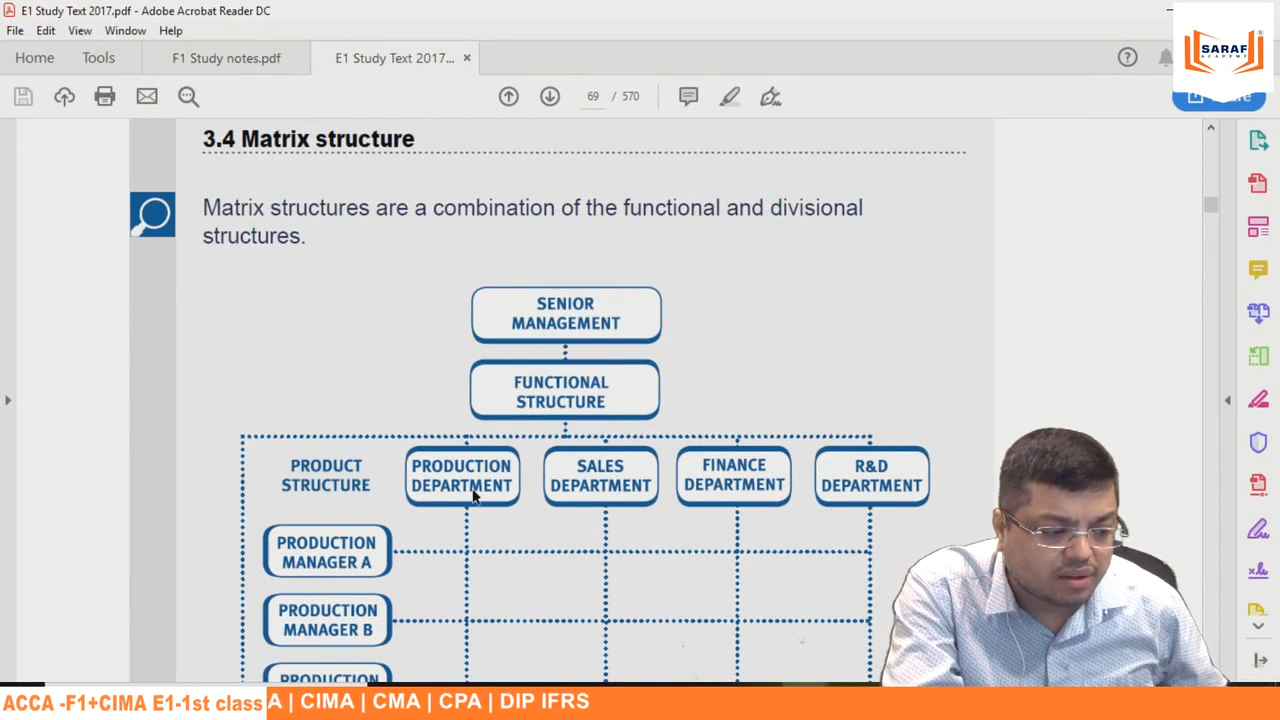 E1 Study Text 2017.pdf - Adobe Acrobat Reader DC
File Edit View Window Help
Home Tools F1 Study notes.pdf E1 Study Text 2017... ×
69 / 570
SARAF
ACADEMY
3.4 Matrix structure
Matrix structures are a combination of the functional and divisional
structures.
SENIOR
MANAGEMENT
FUNCTIONAL
STRUCTURE
PRODUCT
STRUCTURE
PRODUCTION
DEPARTMENT
SALES
DEPARTMENT
FINANCE
DEPARTMENT
R&D
DEPARTMENT
PRODUCTION
MANAGER A
PRODUCTION
MANAGER B
PRODUCTION
ACCA -F1+CIMA E1-1st class
A | CIMA | CMA | CPA | DIP IFRS